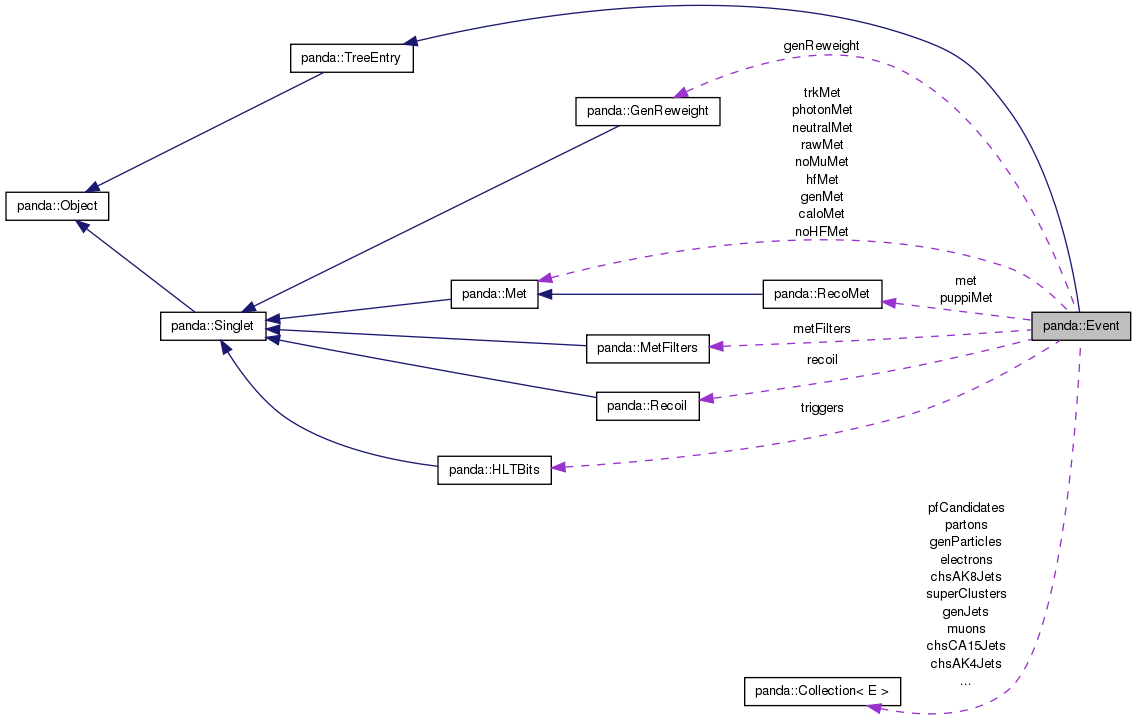 genReweight
panda::TreeEntry
trkMet
photonMet
neutralMet
rawMet
noMuMet
hfMet
genMet
caloMet
noHFMet
panda::GenReweight
panda::Object
met
puppiMet
panda::Met
panda::RecoMet
panda::Singlet
panda::Event
metFilters
panda::MetFilters
recoil
panda::Recoil
triggers
panda::HLTBits
pfCandidates
partons
genParticles
electrons
chsAK8Jets
superClusters
genJets
muons
chsCA15Jets
chsAK4Jets
...
panda::Collection< E >